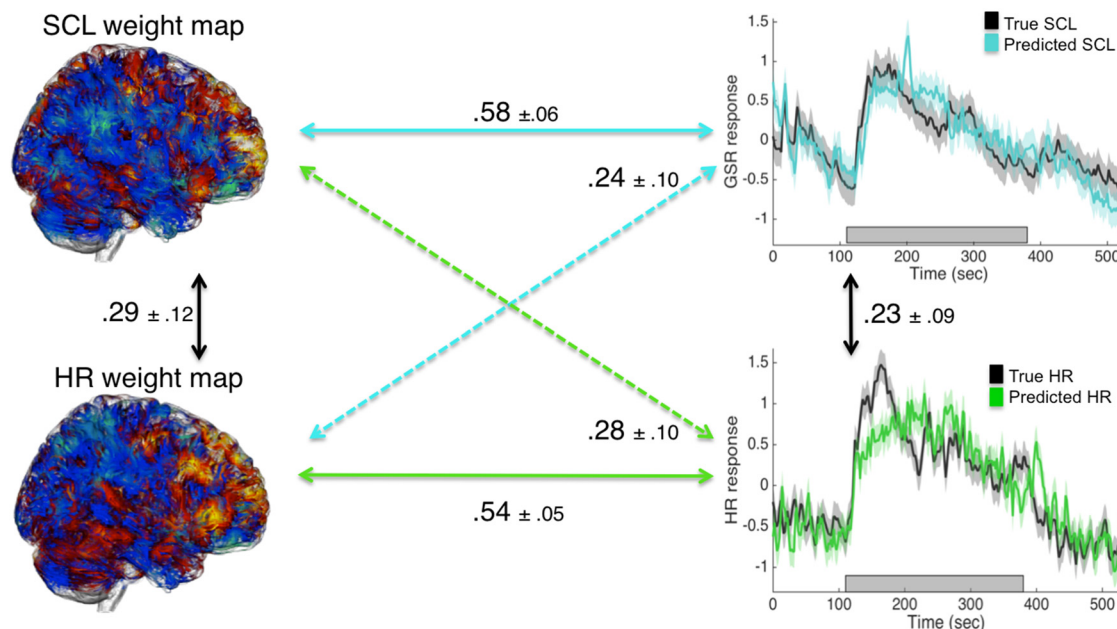 SCL weight map
True SCL
Predicted SCL
1.5
1
0.5
0
-0.5
-1
GSR response
0 100 200 300 400 500
Time (sec)
.58 ±.06
.24 ± .10
.29 ± .12
.23 ± .09
HR weight map
True HR
Predicted HR
1.5
1
0.5
0
-0.5
-1
HR response
0 100 200 300 400 500
Time (sec)
.28 ± .10
.54 ± .05